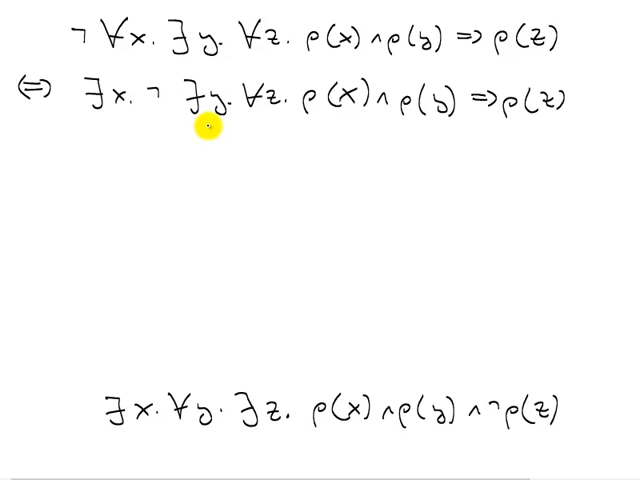 ¬ ∀x. ∃y. ∀z. p(x) ∧ p(y) ⇒ p(z)
⇔ ∃x. ¬ ∃y. ∀z. p(x) ∧ p(y) ⇒ p(z)
∃x. ∀y. ∃z. p(x) ∧ p(y) ∧ ¬p(z)